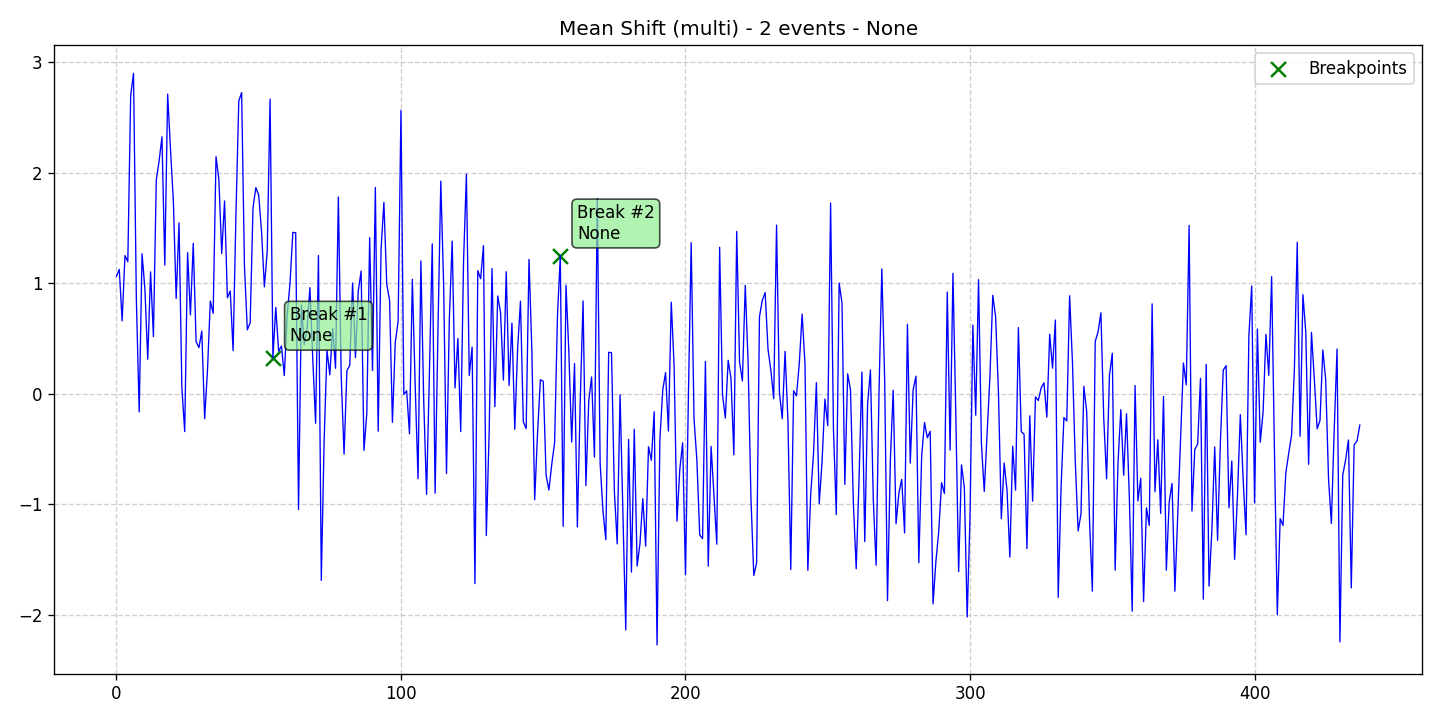 Mean Shift (multi) - 2 events - None
3
2
1
0
−1
−2
Breakpoints
Break #2
None
Break #1
None
0
100
200
300
400